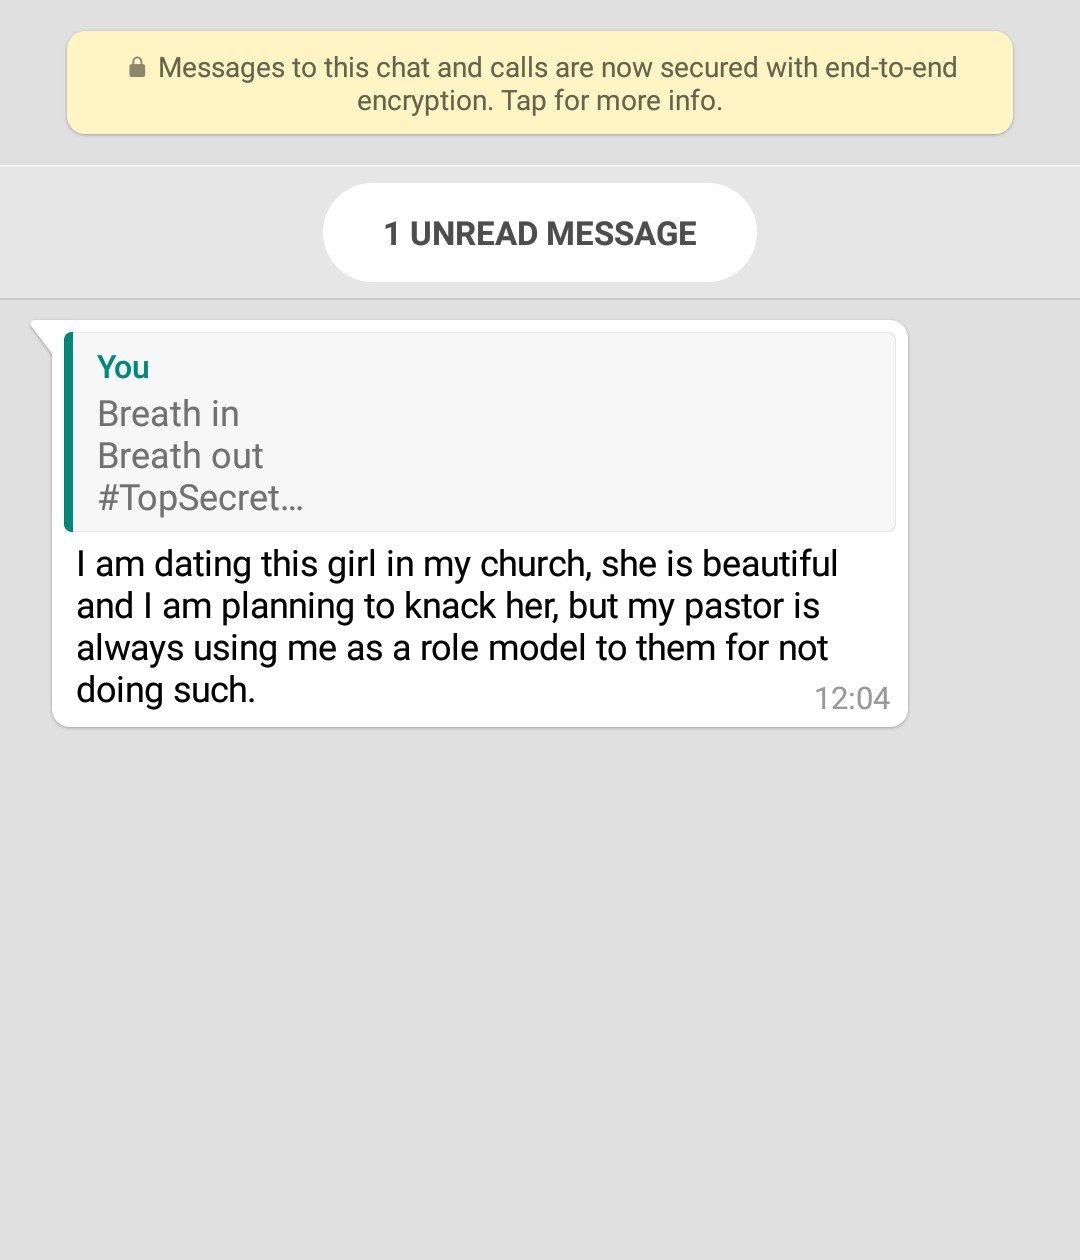 Messages to this chat and calls are now secured with end-to-end
encryption. Tap for more info.
1 UNREAD MESSAGE
You
Breath in
Breath out
#TopSecret...
I am dating this girl in my church, she is beautiful
and I am planning to knack her, but my pastor is
always using me as a role model to them for not
doing such.
12:04